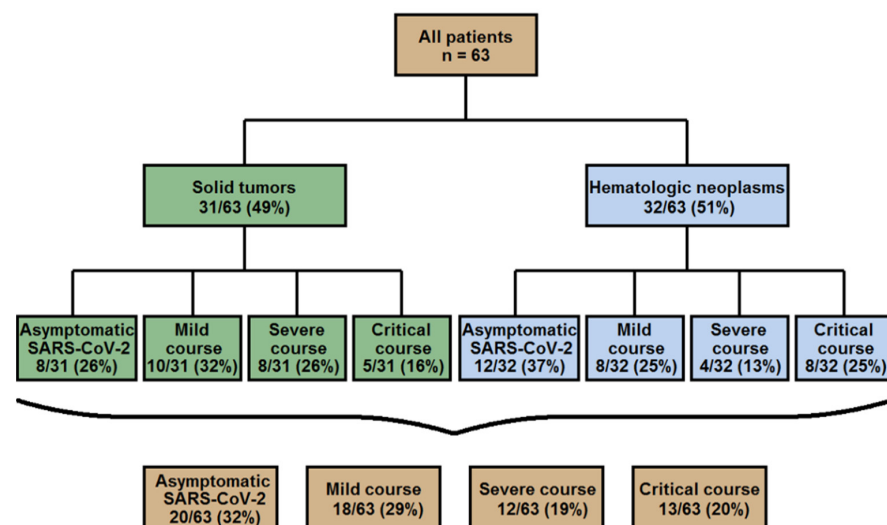 All patients
n = 63
Solid tumors
31/63 (49%)
Hematologic neoplasms
32/63 (51%)
Asymptomatic
SARS-CoV-2
8/31 (26%)
Mild
course
10/31 (32%)
Severe
course
8/31 (26%)
Critical
course
5/31 (16%)
Asymptomatic
SARS-CoV-2
12/32 (37%)
Mild
course
8/32 (25%)
Severe
course
4/32 (13%)
Critical
course
8/32 (25%)
Asymptomatic
SARS-CoV-2
20/63 (32%)
Mild course
18/63 (29%)
Severe course
12/63 (19%)
Critical course
13/63 (20%)